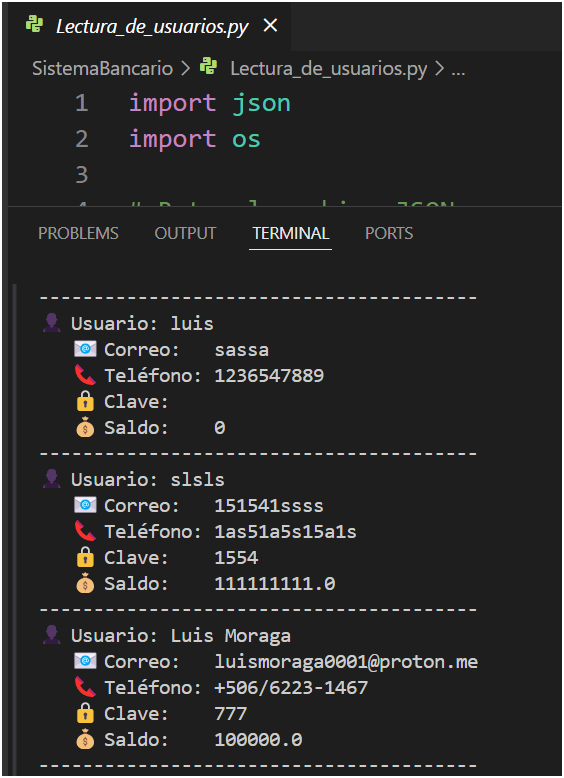 Lectura_de_usuarios.py ×
SistemaBancario > Lectura_de_usuarios.py > ...
1 import json
2 import os
3
PROBLEMS OUTPUT TERMINAL PORTS
----------------------------------------
👤 Usuario: luis
📧 Correo: sassa
📞 Teléfono: 1236547889
🔒 Clave:
💰 Saldo: 0
----------------------------------------
👤 Usuario: slsls
📧 Correo: 151541ssss
📞 Teléfono: 1as51a5s15a1s
🔒 Clave: 1554
💰 Saldo: 111111111.0
----------------------------------------
👤 Usuario: Luis Moraga
📧 Correo: luismoraga0001@proton.me
📞 Teléfono: +506/6223-1467
🔒 Clave: 777
💰 Saldo: 100000.0
----------------------------------------